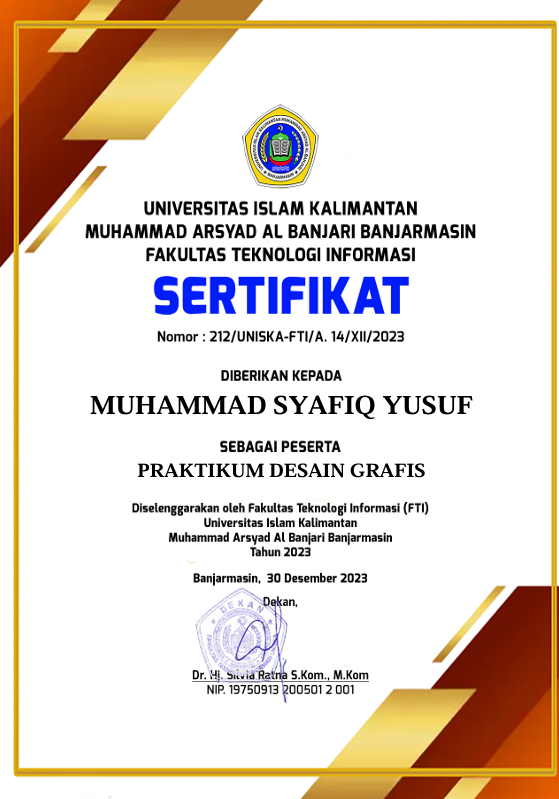 UNIVERSITAS ISLAM KALIMANTAN
MUHAMMAD ARSYAD AL BANJARI BANJARMASIN
FAKULTAS TEKNOLOGI INFORMASI
SERTIFIKAT
Nomor : 212/UNISKA-FTI/A. 14/XII/2023
DIBERIKAN KEPADA
MUHAMMAD SYAFIQ YUSUF
SEBAGAI PESERTA
PRAKTIKUM DESAIN GRAFIS
Diselenggarakan oleh Fakultas Teknologi Informasi (FTI)
Universitas Islam Kalimantan
Muhammad Arsyad Al Banjari Banjarmasin
Tahun 2023
Banjarmasin, 30 Desember 2023
Dekan,
DEKAN
Dr. Hj. Silvia Ratna S.Kom., M.Kom
NIP. 19750913 200501 2 001